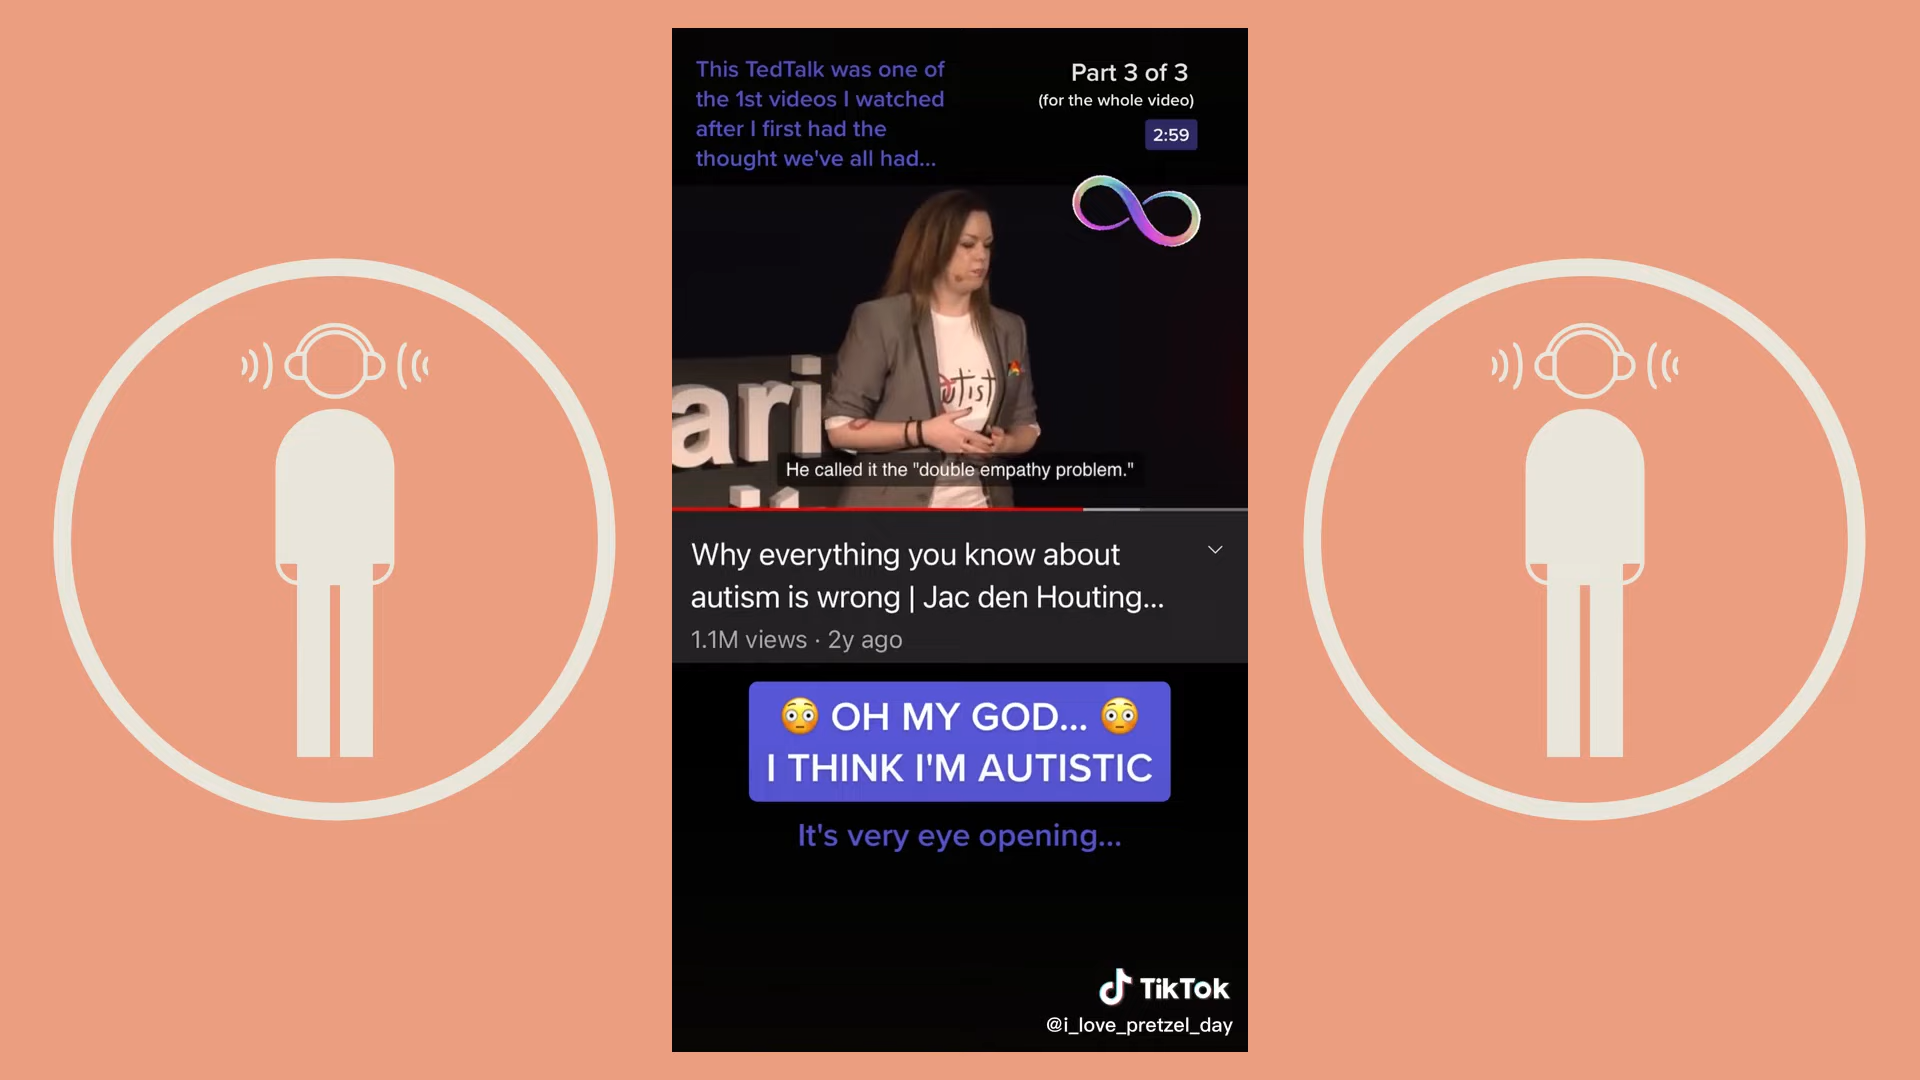 This TedTalk was one of
the 1st videos I watched
after I first had the
thought we've all had...
Part 3 of 3
(for the whole video)
2:59
ari
He called it the "double empathy problem."
Why everything you know about
autism is wrong | Jac den Houting...
1.1M views · 2y ago
😳 OH MY GOD... 😳
I THINK I'M AUTISTIC
It's very eye opening...
TikTok
@i_love_pretzel_day